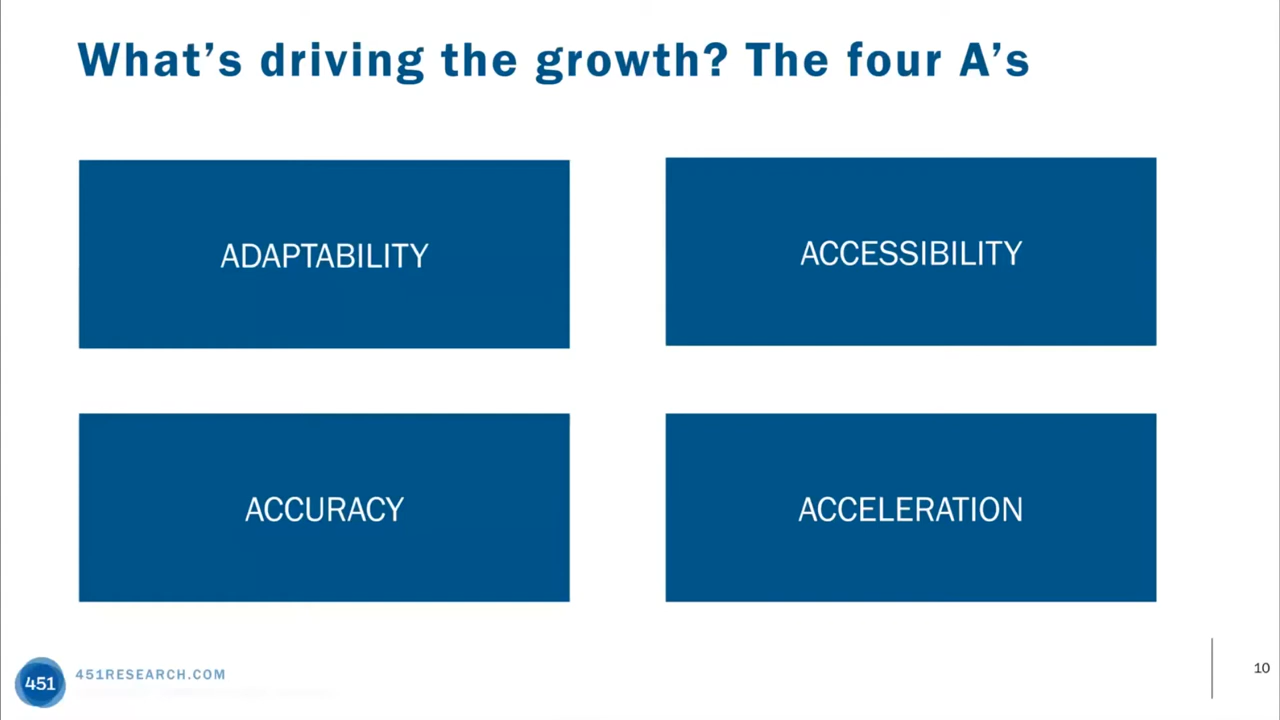 What's driving the growth? The four A's
ADAPTABILITY
ACCESSIBILITY
ACCURACY
ACCELERATION
451
451RESEARCH.COM
10